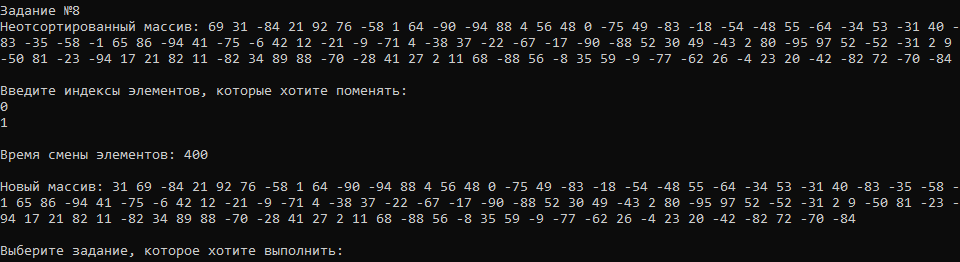 Задание №8
Неотсортированный массив: 69 31 -84 21 92 76 -58 1 64 -90 -94 88 4 56 48 0 -75 49 -83 -18 -54 -48 55 -64 -34 53 -31 40 -
83 -35 -58 -1 65 86 -94 41 -75 -6 42 12 -21 -9 -71 4 -38 37 -22 -67 -17 -90 -88 52 30 49 -43 2 80 -95 97 52 -52 -31 2 9
-50 81 -23 -94 17 21 82 11 -82 34 89 88 -70 -28 41 27 2 11 68 -88 56 -8 35 59 -9 -77 -62 26 -4 23 20 -42 -82 72 -70 -84
Введите индексы элементов, которые хотите поменять:
0
1
Время смены элементов: 400
Новый массив: 31 69 -84 21 92 76 -58 1 64 -90 -94 88 4 56 48 0 -75 49 -83 -18 -54 -48 55 -64 -34 53 -31 40 -83 -35 -58 -
1 65 86 -94 41 -75 -6 42 12 -21 -9 -71 4 -38 37 -22 -67 -17 -90 -88 52 30 49 -43 2 80 -95 97 52 -52 -31 2 9 -50 81 -23 -
94 17 21 82 11 -82 34 89 88 -70 -28 41 27 2 11 68 -88 56 -8 35 59 -9 -77 -62 26 -4 23 20 -42 -82 72 -70 -84
Выберите задание, которое хотите выполнить: